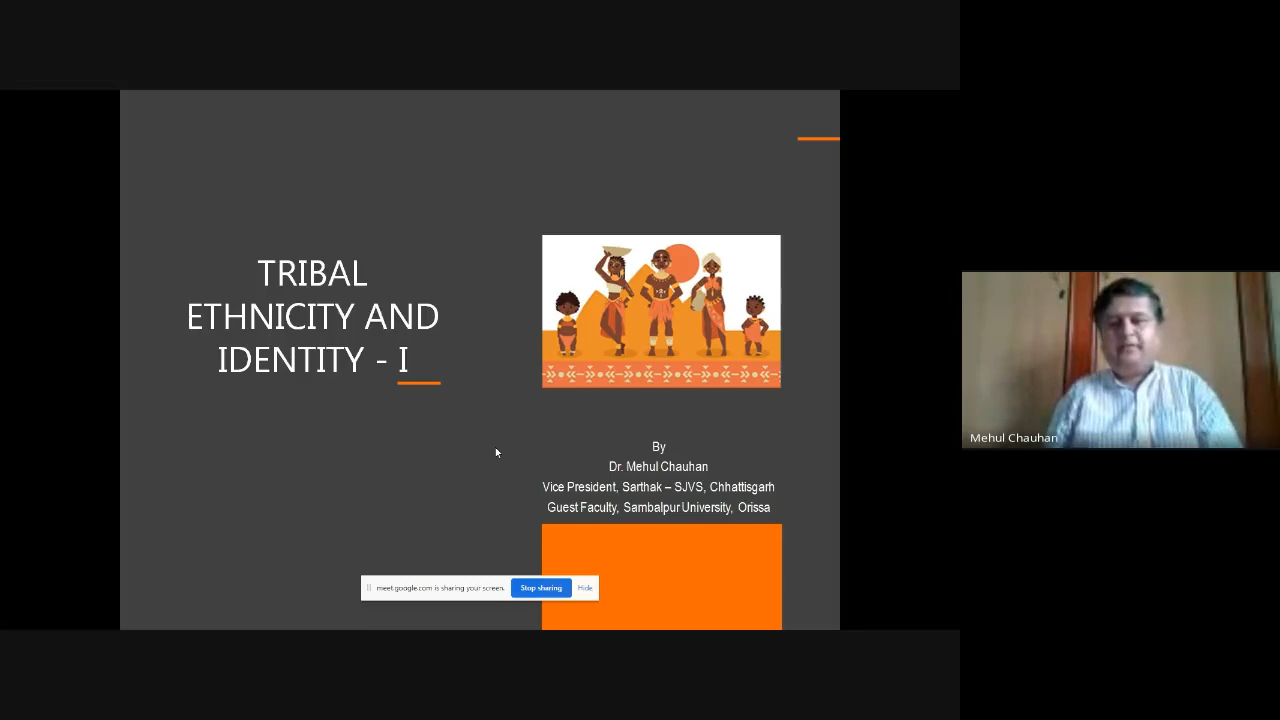 TRIBAL
ETHNICITY AND
IDENTITY - I
By
Dr. Mehul Chauhan
Vice President, Sarthak – SJVS, Chhattisgarh
Guest Faculty, Sambalpur University, Orissa
meet.google.com is sharing your screen. Stop sharing Hide
Mehul Chauhan